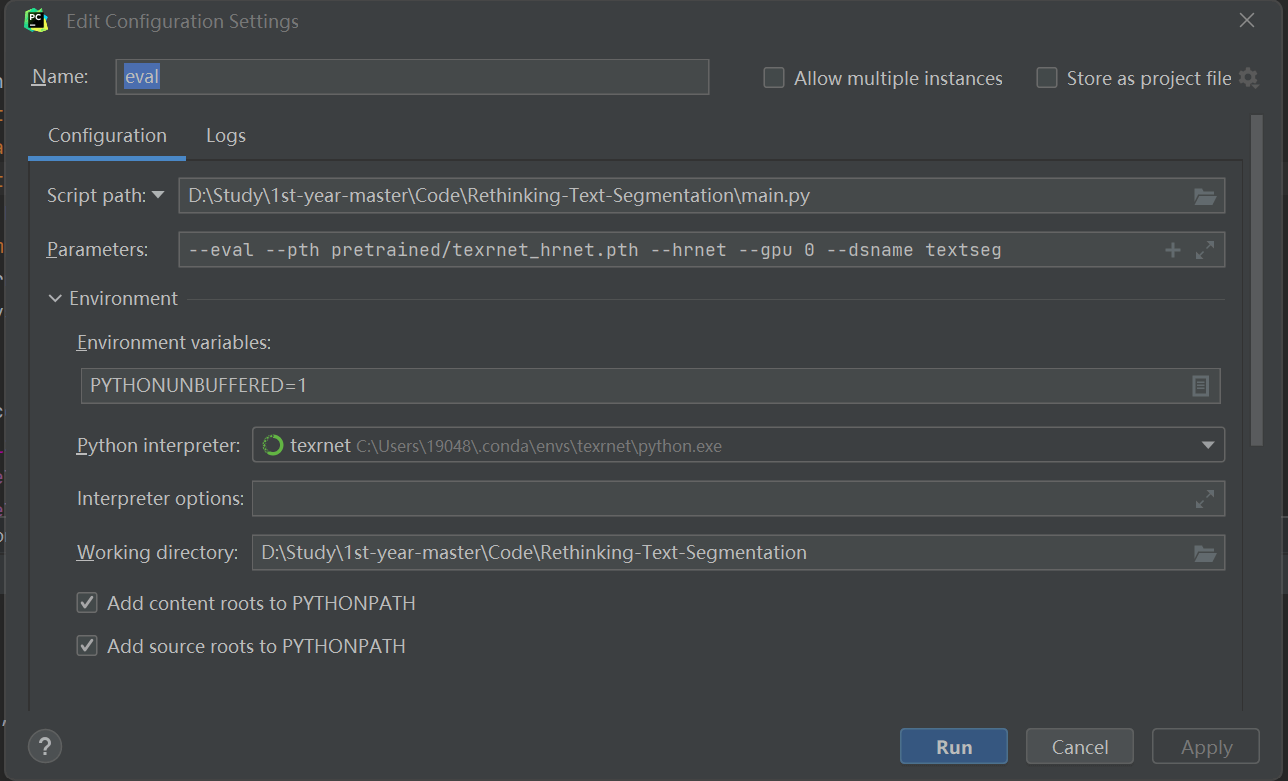 PC
Edit Configuration Settings
Name: eval Allow multiple instances Store as project file
Configuration Logs
Script path: D:\Study\1st-year-master\Code\Rethinking-Text-Segmentation\main.py
Parameters: --eval --pth pretrained/texrnet_hrnet.pth --hrnet --gpu 0 --dsname textseg
Environment
Environment variables:
PYTHONUNBUFFERED=1
Python interpreter: texrnet C:\Users\19048\.conda\envs\texrnet\python.exe
Interpreter options:
Working directory: D:\Study\1st-year-master\Code\Rethinking-Text-Segmentation
Add content roots to PYTHONPATH
Add source roots to PYTHONPATH
? Run Cancel Apply